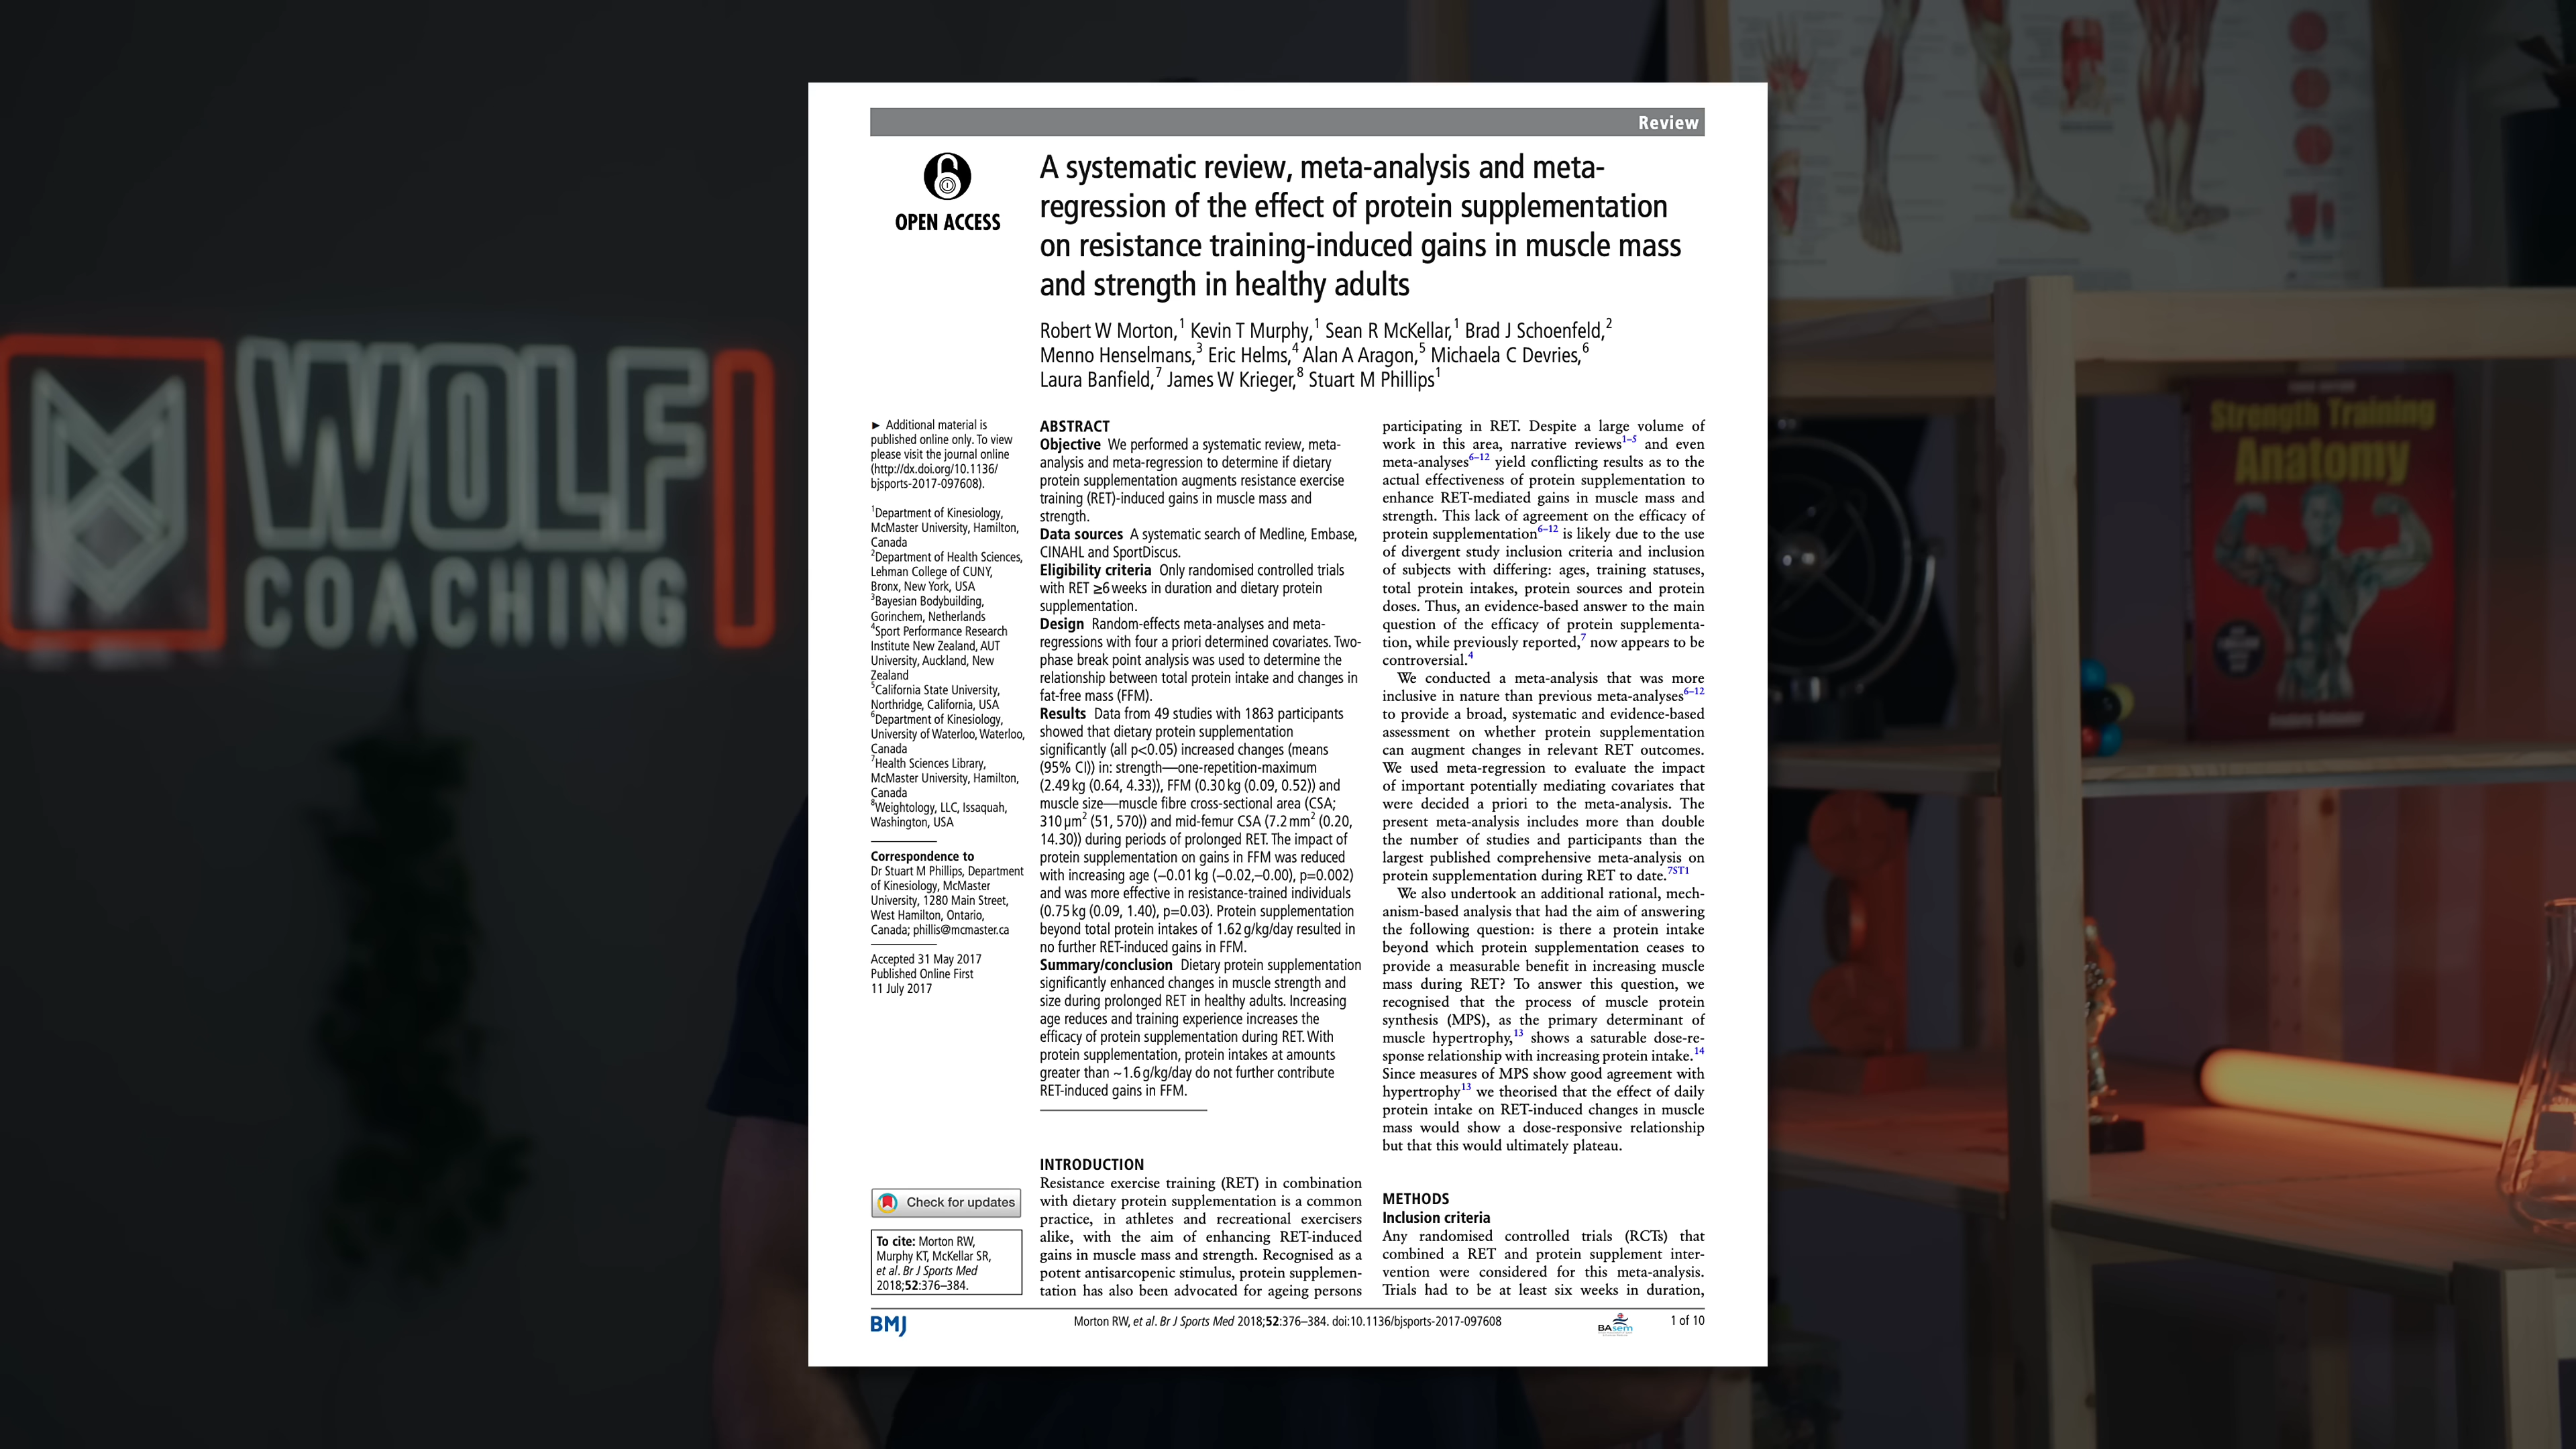 WOLF
COACHING
Strength Training
Anatomy
Review
OPEN ACCESS
A systematic review, meta-analysis and meta-
regression of the effect of protein supplementation
on resistance training-induced gains in muscle mass
and strength in healthy adults
Robert W Morton,1 Kevin T Murphy,1 Sean R McKellar,1 Brad J Schoenfeld,2
Menno Henselmans,3 Eric Helms,4 Alan A Aragon,5 Michaela C Devries,6
Laura Banfield,7 James W Krieger,8 Stuart M Phillips1
► Additional material is
published online only. To view
please visit the journal online
(http://dx.doi.org/10.1136/
bjsports-2017-097608).
1Department of Kinesiology,
McMaster University, Hamilton,
Canada
2Department of Health Sciences,
Lehman College of CUNY,
Bronx, New York, USA
3Bayesian Bodybuilding,
Gorinchem, Netherlands
4Sport Performance Research
Institute New Zealand, AUT
University, Auckland, New
Zealand
5California State University,
Northridge, California, USA
6Department of Kinesiology,
University of Waterloo, Waterloo,
Canada
7Health Sciences Library,
McMaster University, Hamilton,
Canada
8Weightology, LLC, Issaquah,
Washington, USA
Correspondence to
Dr Stuart M Phillips, Department
of Kinesiology, McMaster
University, 1280 Main Street,
West Hamilton, Ontario,
Canada; phillis@mcmaster.ca
Accepted 31 May 2017
Published Online First
11 July 2017
Check for updates
To cite: Morton RW,
Murphy KT, McKellar SR,
et al. Br J Sports Med
2018;52:376–384.
ABSTRACT
Objective We performed a systematic review, meta-
analysis and meta-regression to determine if dietary
protein supplementation augments resistance exercise
training (RET)-induced gains in muscle mass and
strength.
Data sources A systematic search of Medline, Embase,
CINAHL and SportDiscus.
Eligibility criteria Only randomised controlled trials
with RET ≥6 weeks in duration and dietary protein
supplementation.
Design Random-effects meta-analyses and meta-
regressions with four a priori determined covariates. Two-
phase break point analysis was used to determine the
relationship between total protein intake and changes in
fat-free mass (FFM).
Results Data from 49 studies with 1863 participants
showed that dietary protein supplementation
significantly (all p<0.05) increased changes (means
(95% CI)) in: strength—one-repetition-maximum
(2.49 kg (0.64, 4.33)), FFM (0.30 kg (0.09, 0.52)) and
muscle size—muscle fibre cross-sectional area (CSA;
310 µm2 (51, 570)) and mid-femur CSA (7.2 mm2 (0.20,
14.30)) during periods of prolonged RET. The impact of
protein supplementation on gains in FFM was reduced
with increasing age (−0.01 kg (−0.02,−0.00), p=0.002)
and was more effective in resistance-trained individuals
(0.75 kg (0.09, 1.40), p=0.03). Protein supplementation
beyond total protein intakes of 1.62 g/kg/day resulted in
no further RET-induced gains in FFM.
Summary/conclusion Dietary protein supplementation
significantly enhanced changes in muscle strength and
size during prolonged RET in healthy adults. Increasing
age reduces and training experience increases the
efficacy of protein supplementation during RET. With
protein supplementation, protein intakes at amounts
greater than ~1.6 g/kg/day do not further contribute
RET-induced gains in FFM.
INTRODUCTION
Resistance exercise training (RET) in combination
with dietary protein supplementation is a common
practice, in athletes and recreational exercisers
alike, with the aim of enhancing RET-induced
gains in muscle mass and strength. Recognised as a
potent antisarcopenic stimulus, protein supplemen-
tation has also been advocated for ageing persons
participating in RET. Despite a large volume of
work in this area, narrative reviews1–5 and even
meta-analyses6–12 yield conflicting results as to the
actual effectiveness of protein supplementation to
enhance RET-mediated gains in muscle mass and
strength. This lack of agreement on the efficacy of
protein supplementation6–12 is likely due to the use
of divergent study inclusion criteria and inclusion
of subjects with differing: ages, training statuses,
total protein intakes, protein sources and protein
doses. Thus, an evidence-based answer to the main
question of the efficacy of protein supplementa-
tion, while previously reported,7 now appears to be
controversial.4
We conducted a meta-analysis that was more
inclusive in nature than previous meta-analyses6–12
to provide a broad, systematic and evidence-based
assessment on whether protein supplementation
can augment changes in relevant RET outcomes.
We used meta-regression to evaluate the impact
of important potentially mediating covariates that
were decided a priori to the meta-analysis. The
present meta-analysis includes more than double
the number of studies and participants than the
largest published comprehensive meta-analysis on
protein supplementation during RET to date.7ST1
We also undertook an additional rational, mech-
anism-based analysis that had the aim of answering
the following question: is there a protein intake
beyond which protein supplementation ceases to
provide a measurable benefit in increasing muscle
mass during RET? To answer this question, we
recognised that the process of muscle protein
synthesis (MPS), as the primary determinant of
muscle hypertrophy,13 shows a saturable dose-re-
sponse relationship with increasing protein intake.14
Since measures of MPS show good agreement with
hypertrophy13 we theorised that the effect of daily
protein intake on RET-induced changes in muscle
mass would show a dose-responsive relationship
but that this would ultimately plateau.
METHODS
Inclusion criteria
Any randomised controlled trials (RCTs) that
combined a RET and protein supplement inter-
vention were considered for this meta-analysis.
Trials had to be at least six weeks in duration,
BMJ
Morton RW, et al. Br J Sports Med 2018;52:376–384. doi:10.1136/bjsports-2017-097608
BAsem
1 of 10